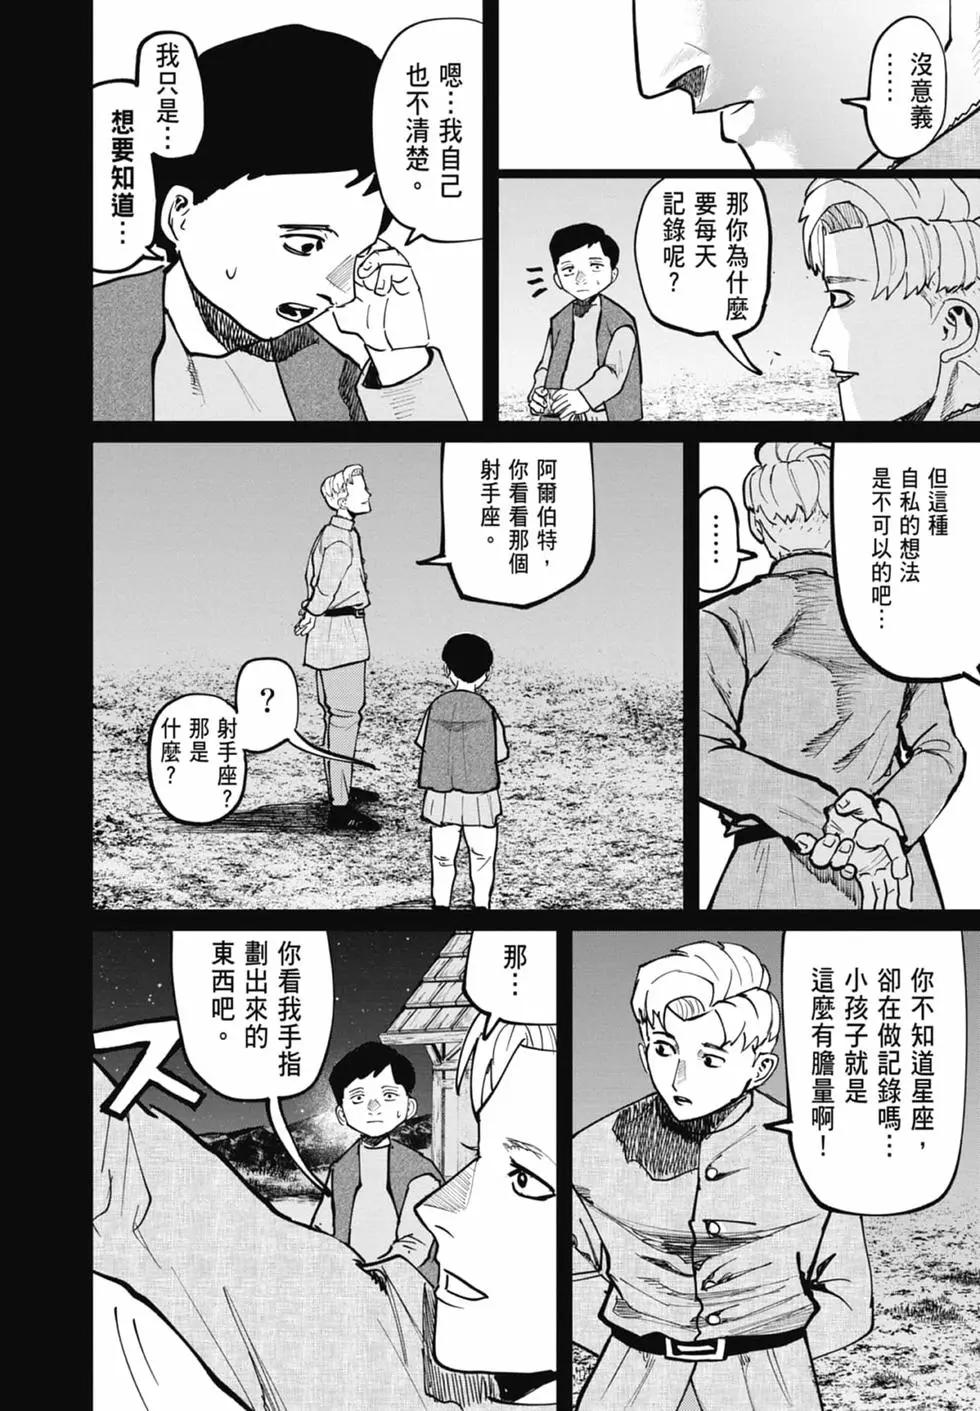 沒意義
……
那你為什麼
要每天
記錄呢？
嗯…我自己
也不清楚。
我只是…
想要知道…
但這種
自私的想法
是不可以的吧…
……
阿爾伯特，
你看看那個
射手座。
？
射手座？
那是
什麼？
你不知道星座，
卻在做記錄嗎…
小孩子就是
這麼有膽量啊！
那…
你看我手指
劃出來的
東西吧。
ス